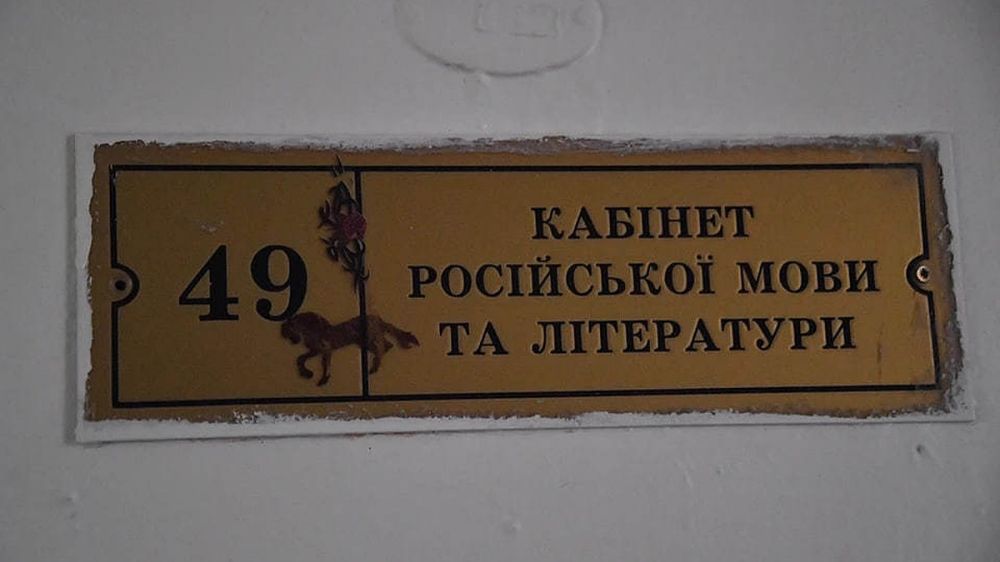 49
КАБІНЕТ
РОСІЙСЬКОЇ МОВИ
ТА ЛІТЕРАТУРИ